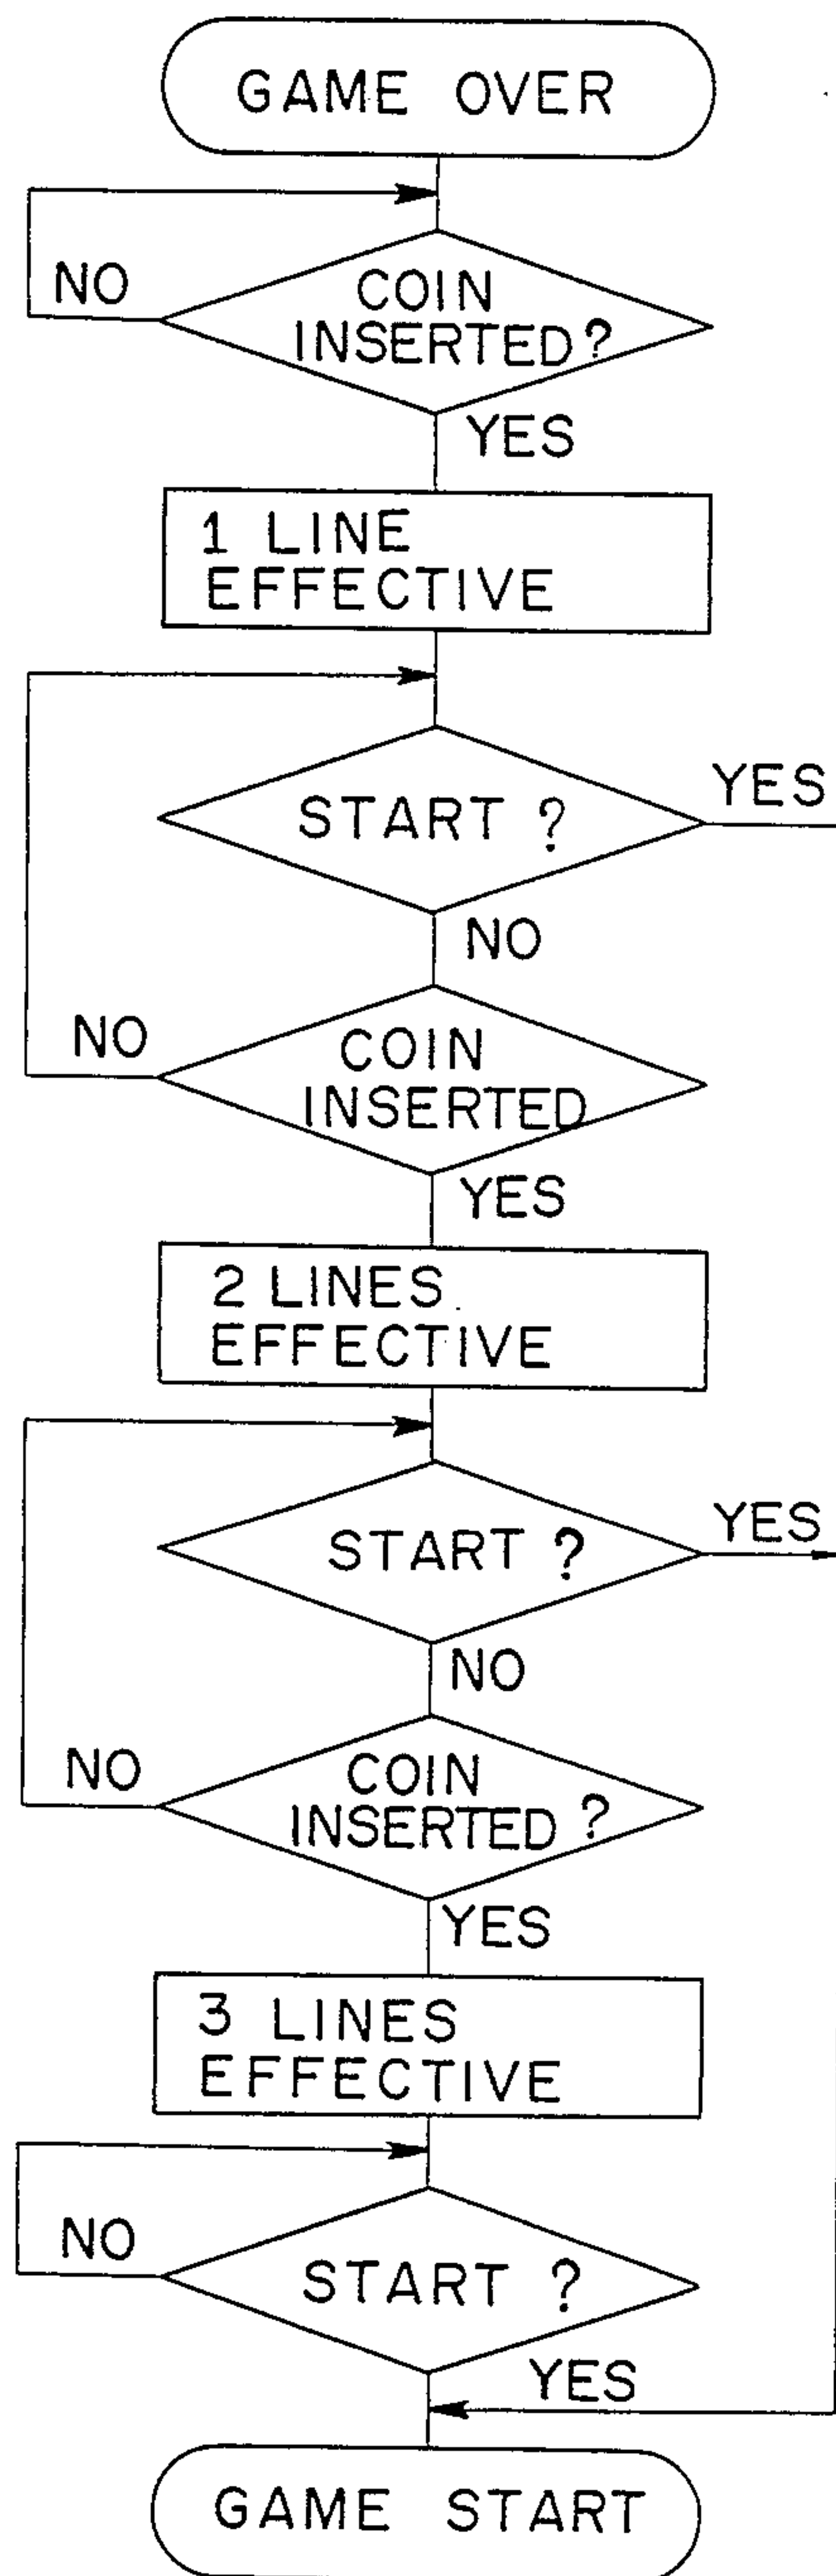 GAME OVER
NO
COIN
INSERTED?
YES
1 LINE
EFFECTIVE
START ?
YES
NO
NO
COIN
INSERTED
YES
2 LINES
EFFECTIVE
START ?
YES
NO
NO
COIN
INSERTED ?
YES
3 LINES
EFFECTIVE
NO
START ?
YES
GAME START